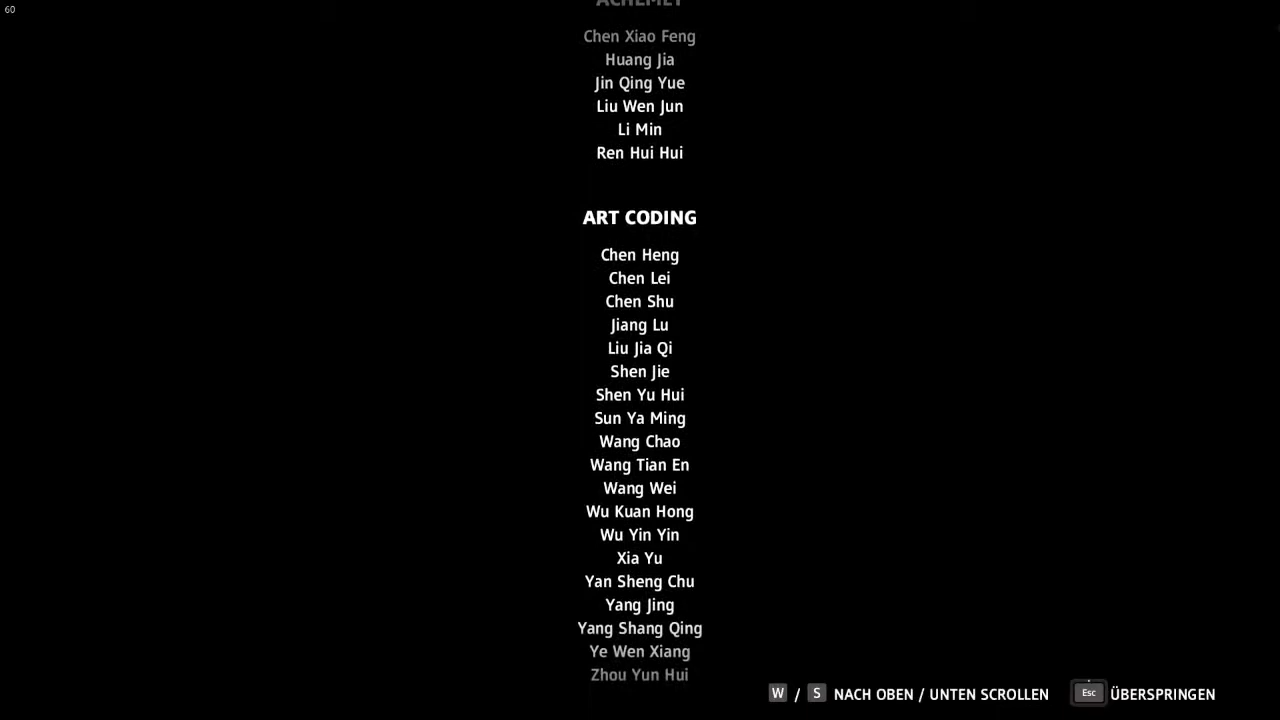 60
ACHEMEY
Chen Xiao Feng
Huang Jia
Jin Qing Yue
Liu Wen Jun
Li Min
Ren Hui Hui
ART CODING
Chen Heng
Chen Lei
Chen Shu
Jiang Lu
Liu Jia Qi
Shen Jie
Shen Yu Hui
Sun Ya Ming
Wang Chao
Wang Tian En
Wang Wei
Wu Kuan Hong
Wu Yin Yin
Xia Yu
Yan Sheng Chu
Yang Jing
Yang Shang Qing
Ye Wen Xiang
Zhou Yun Hui
W / S NACH OBEN / UNTEN SCROLLEN Esc ÜBERSPRINGEN